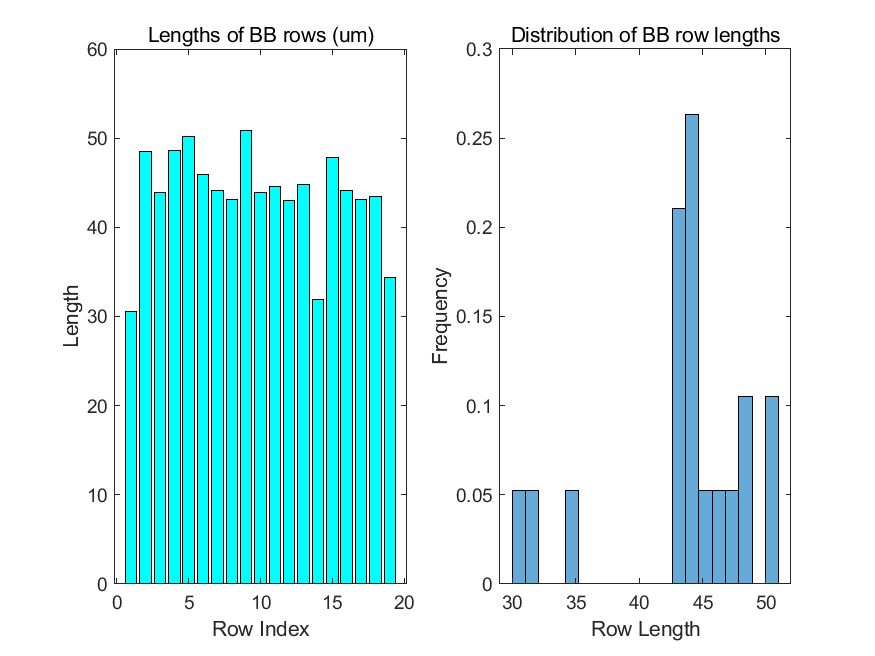 Lengths of BB rows (um)
60
50
40
30
20
10
0
Length
0 5 10 15 20
Row Index
Distribution of BB row lengths
0.3
0.25
0.2
0.15
0.1
0.05
0
Frequency
30 35 40 45 50
Row Length